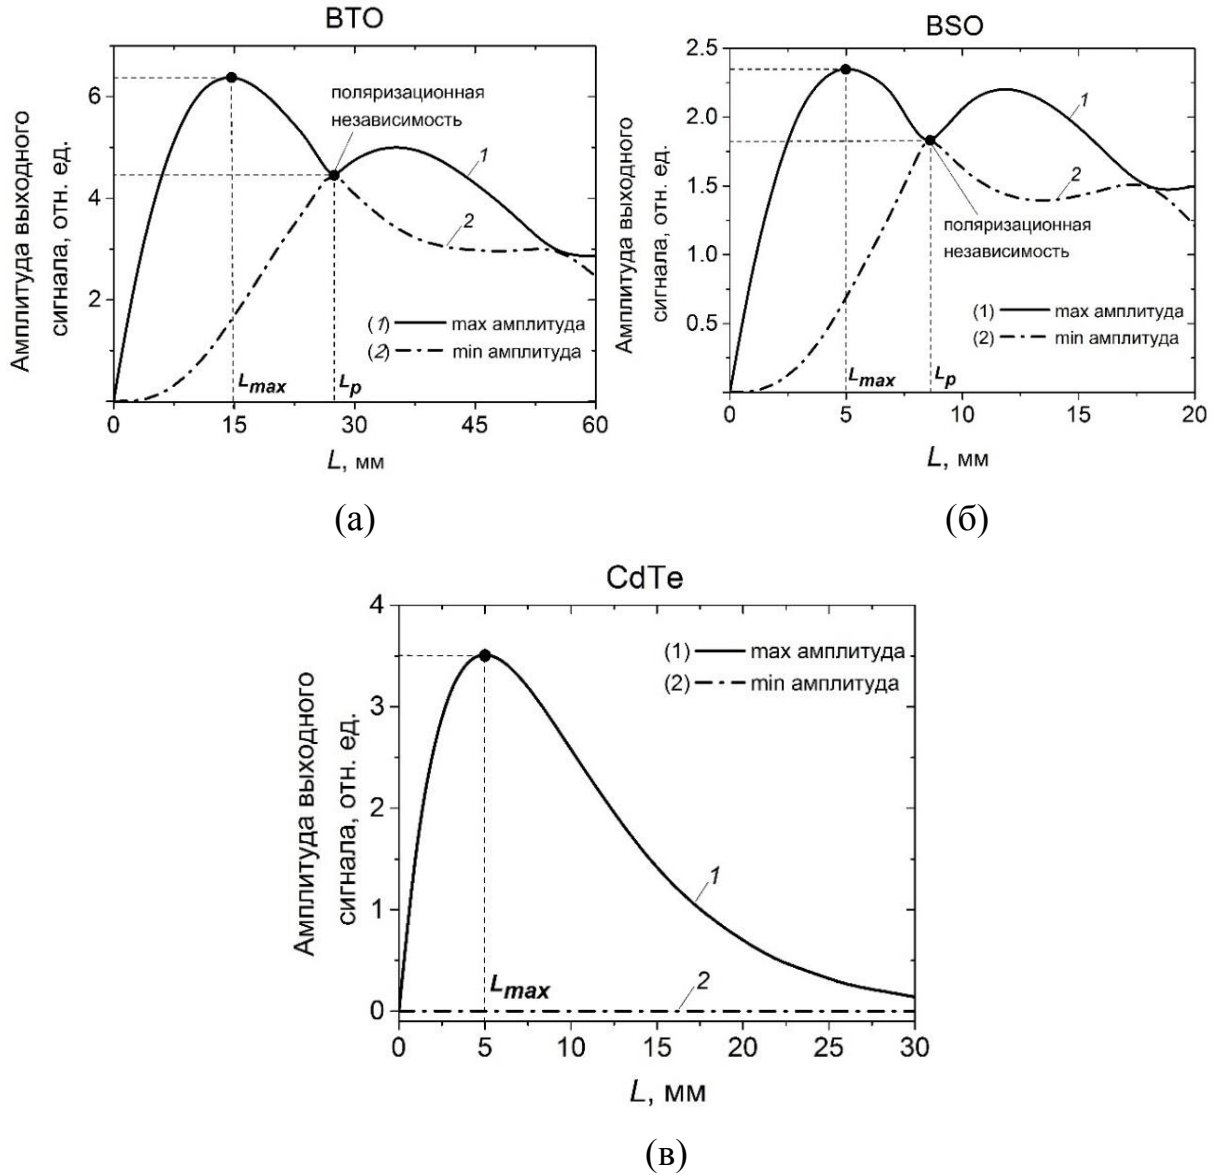 BTO
Амплитуда выходного
сигнала, отн. ед.
6
4
2
0
15
30
45
60
L, мм
поляризационная
независимость
1
2
(1) max амплитуда
(2) min амплитуда
Lmax
Lp
(а)
BSO
Амплитуда выходного
сигнала, отн. ед.
2.5
2.0
1.5
1.0
0.5
0
5
10
15
20
L, мм
1
2
поляризационная
независимость
(1) max амплитуда
(2) min амплитуда
Lmax
Lp
(б)
CdTe
Амплитуда выходного
сигнала, отн. ед.
4
3
2
1
0
0
5
10
15
20
25
30
L, мм
(1) max амплитуда
(2) min амплитуда
1
2
Lmax
(в)